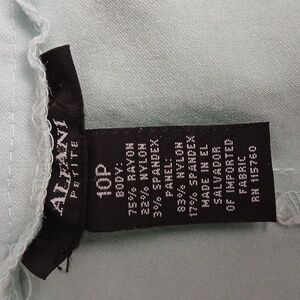 ALFANI
PETITE
10P
BODY:
75% RAYON
22% NYLON
3% SPANDEX
PANEL:
83% NYLON
17% SPANDEX
MADE IN EL
SALVADOR
OF IMPORTED
FABRIC
RN 115760